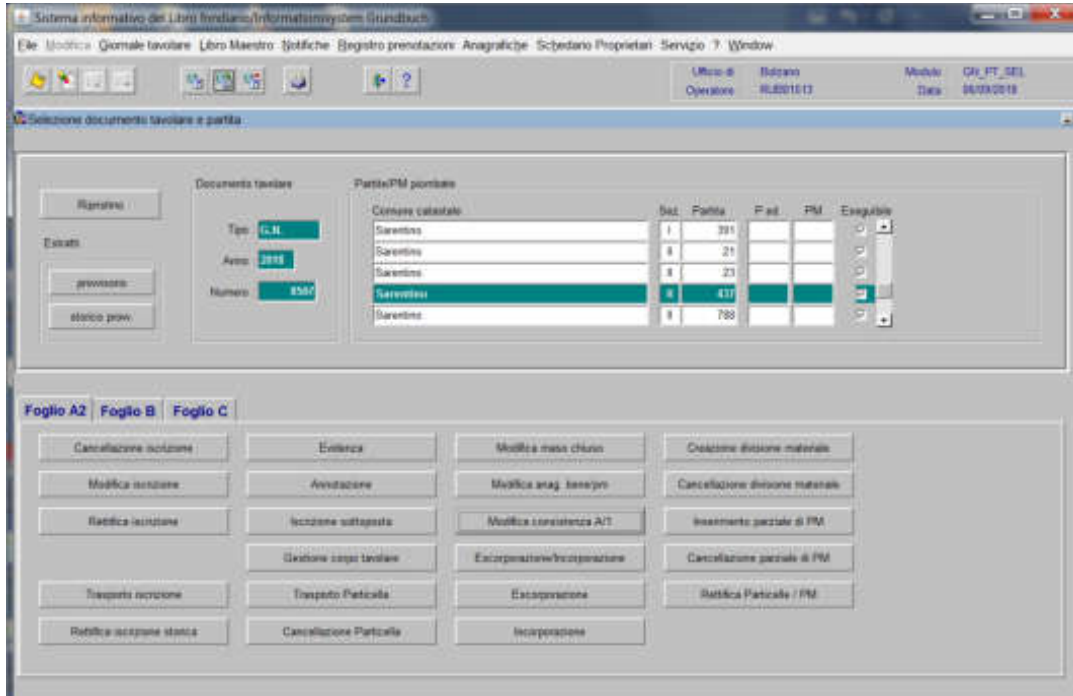 Sistema informativo del Libro fondiario/Informationssystem Grundbuch
File Modifica Giornale tavolare Libro Maestro Notifiche Registro prenotazioni Anagrafiche Schedario Proprietari Servizio ? Window
Ufficio di Bolzano Modulo GN_PT_SEL
Operatore Data
Selezione documento tavolare e partita
Documento tavolare Partite/PM piombate
Ripristino
Comune catastale Sez. Partita P.ed. PM Eseguibile
Tipo G.N. Sarentino I 391
Estratti
Sarentino II 21
Anno
Sarentino II 23
provvisorio
Numero Sarentino II 437
storico provv.
Sarentino II 788
Foglio A2 Foglio B Foglio C
Cancellazione iscrizione Evidenza Modifica maso chiuso Creazione divisione materiale
Modifica iscrizione Annotazione Modifica anag. bene/pm Cancellazione divisione materiale
Rettifica iscrizione Iscrizione sottoposta Modifica consistenza A/1 Inserimento parziale di PM
Gestione corpo tavolare Escorporazione/Incorporazione Cancellazione parziale di PM
Trasporto iscrizione Trasporto Particella Escorporazione Rettifica Particelle / PM
Rettifica iscrizione storica Cancellazione Particella Incorporazione